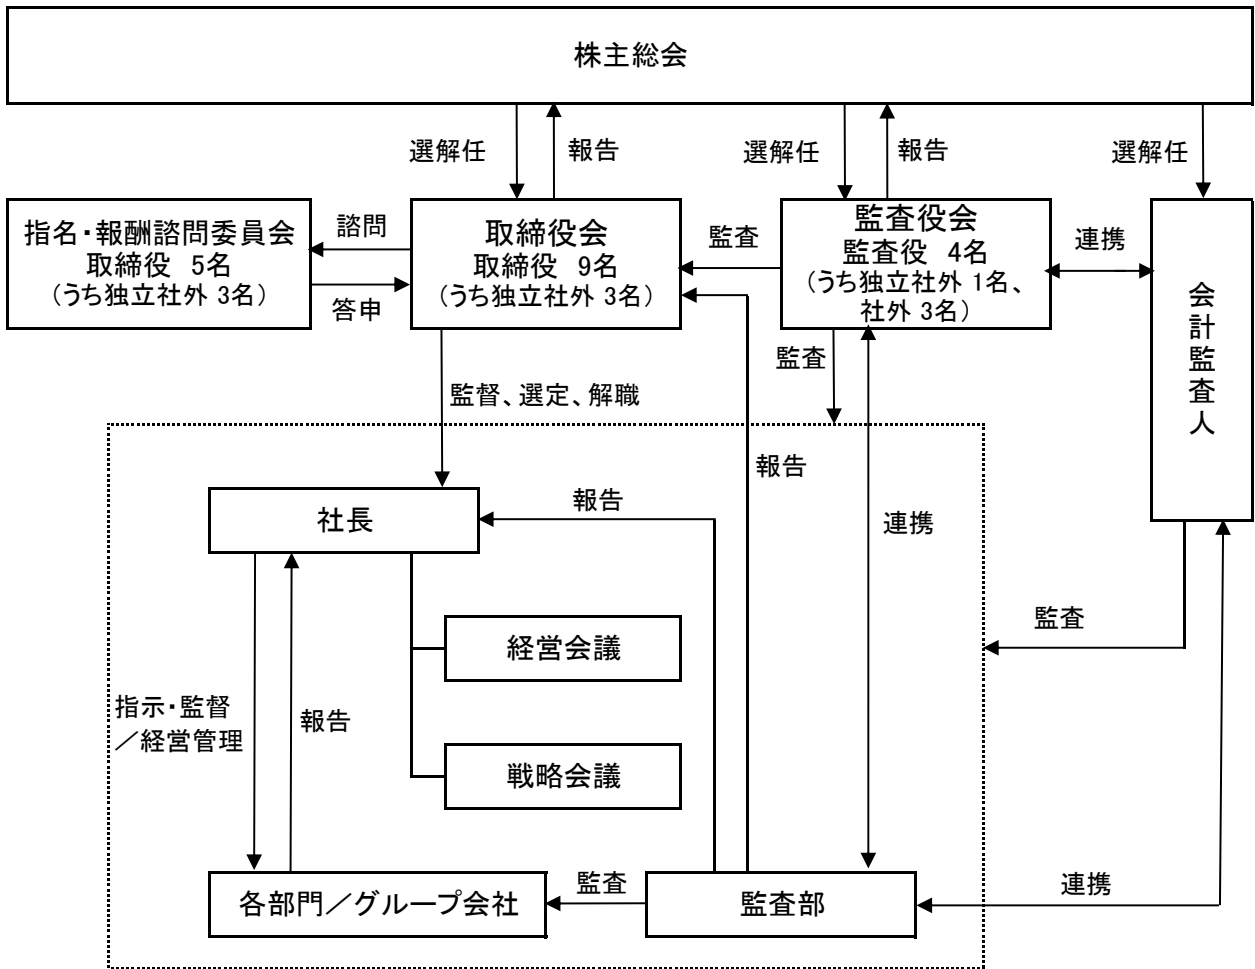 株主総会
選解任
報告
選解任
報告
選解任
指名・報酬諮問委員会
取締役 5名
(うち独立社外 3名)
諮問
答申
取締役会
取締役 9名
(うち独立社外 3名)
監査
監査役会
監査役 4名
(うち独立社外 1名、
社外 3名)
連携
会計監査人
監査
監督、選定、解職
報告
報告
連携
社長
監査
経営会議
指示・監督
／経営管理
報告
戦略会議
各部門／グループ会社
監査
監査部
連携